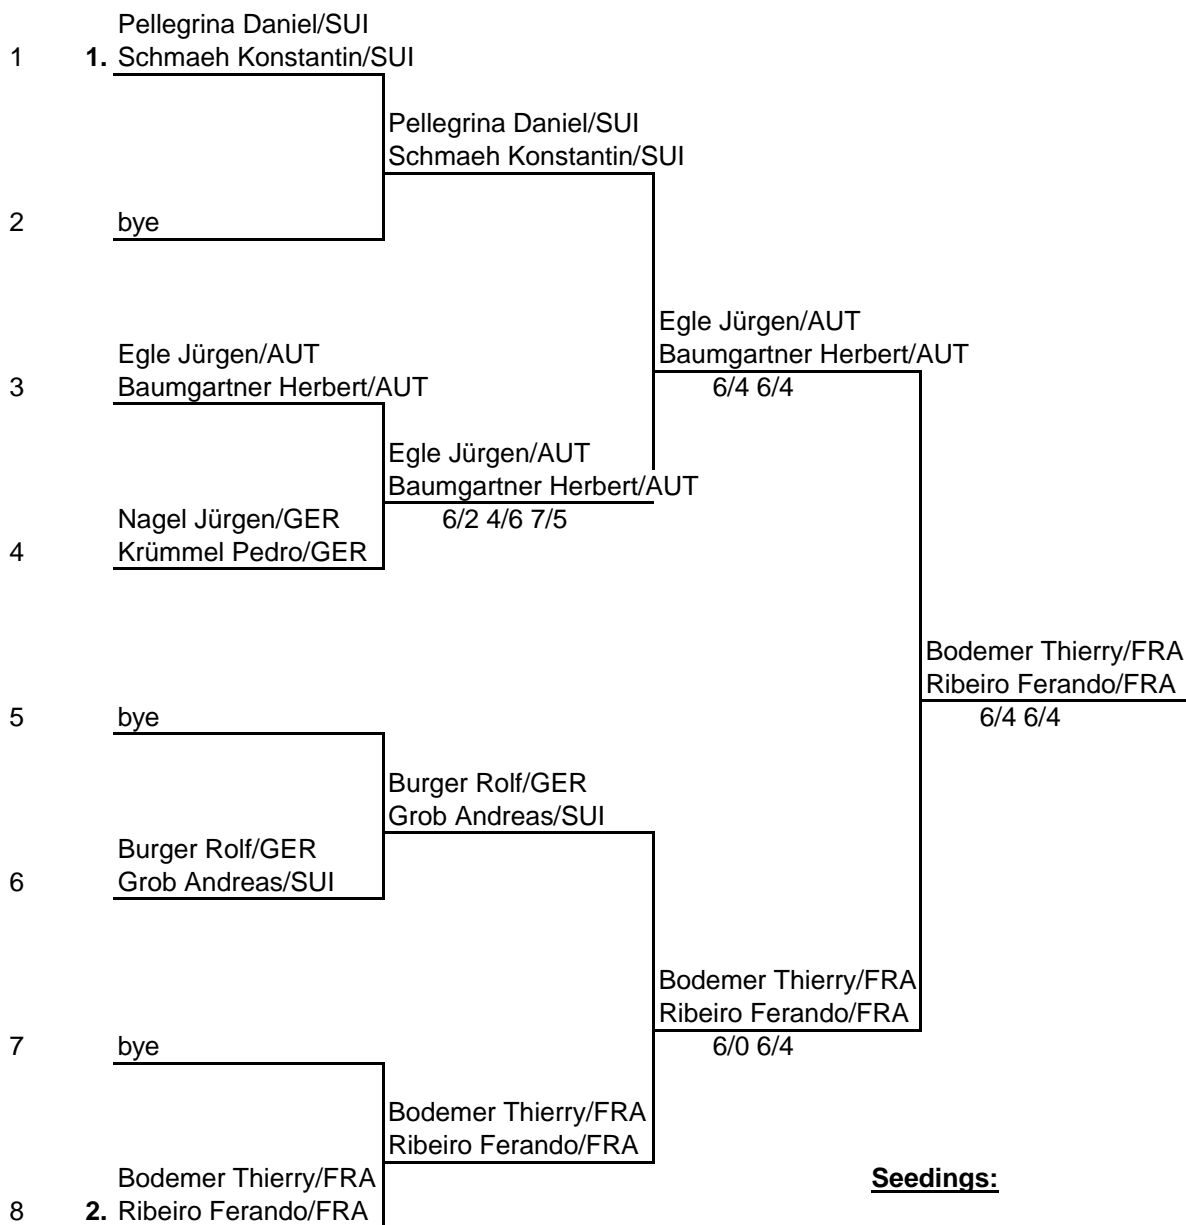 Pellegrina Daniel/SUI
1 1. Schmaeh Konstantin/SUI
Pellegrina Daniel/SUI
Schmaeh Konstantin/SUI
2 bye
Egle Jürgen/AUT
Baumgartner Herbert/AUT
6/4 6/4
Egle Jürgen/AUT
3 Baumgartner Herbert/AUT
Egle Jürgen/AUT
Baumgartner Herbert/AUT
6/2 4/6 7/5
Nagel Jürgen/GER
4 Krümmel Pedro/GER
Bodemer Thierry/FRA
Ribeiro Ferando/FRA
6/4 6/4
5 bye
Burger Rolf/GER
Grob Andreas/SUI
Burger Rolf/GER
6 Grob Andreas/SUI
Bodemer Thierry/FRA
Ribeiro Ferando/FRA
6/0 6/4
7 bye
Bodemer Thierry/FRA
Ribeiro Ferando/FRA
Bodemer Thierry/FRA
8 2. Ribeiro Ferando/FRA
Seedings: